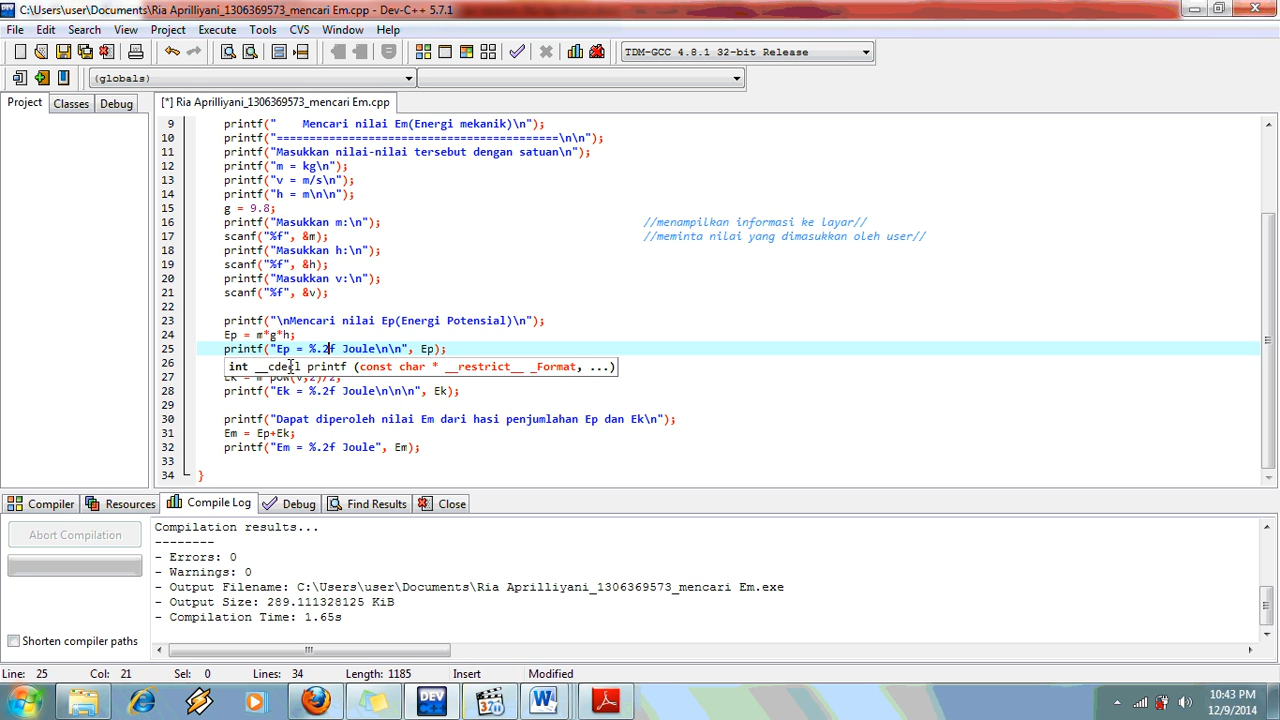 C:\Users\user\Documents\Ria Aprilliyani_1306369573_mencari Em.cpp - Dev-C++ 5.7.1
File Edit Search View Project Execute Tools CVS Window Help
TDM-GCC 4.8.1 32-bit Release
(globals)
Project Classes Debug
[*] Ria Aprilliyani_1306369573_mencari Em.cpp
9 printf("    Mencari nilai Em(Energi mekanik)\n");
10 printf("===========================================\n\n");
11 printf("Masukkan nilai-nilai tersebut dengan satuan\n");
12 printf("m = kg\n");
13 printf("v = m/s\n");
14 printf("h = m\n\n");
15 g = 9.8;
16 printf("Masukkan m:\n"); //menampilkan informasi ke layar//
17 scanf("%f", &m); //meminta nilai yang dimasukkan oleh user//
18 printf("Masukkan h:\n");
19 scanf("%f", &h);
20 printf("Masukkan v:\n");
21 scanf("%f", &v);
22
23 printf("\nMencari nilai Ep(Energi Potensial)\n");
24 Ep = m*g*h;
25 printf("Ep = %.2f Joule\n\n", Ep);
26 int __cdecl printf (const char * __restrict__ _Format, ...)
27 Ek = m*pow(v,2)/2;
28 printf("Ek = %.2f Joule\n\n\n", Ek);
29
30 printf("Dapat diperoleh nilai Em dari hasi penjumlahan Ep dan Ek\n");
31 Em = Ep+Ek;
32 printf("Em = %.2f Joule", Em);
33
34 }
Compiler Resources Compile Log Debug Find Results Close
Abort Compilation
Shorten compiler paths
Compilation results...
--------
- Errors: 0
- Warnings: 0
- Output Filename: C:\Users\user\Documents\Ria Aprilliyani_1306369573_mencari Em.exe
- Output Size: 289.111328125 KiB
- Compilation Time: 1.65s
Line: 25 Col: 21 Sel: 0 Lines: 34 Length: 1185 Insert Modified
DEV
320
W
10:43 PM
12/9/2014